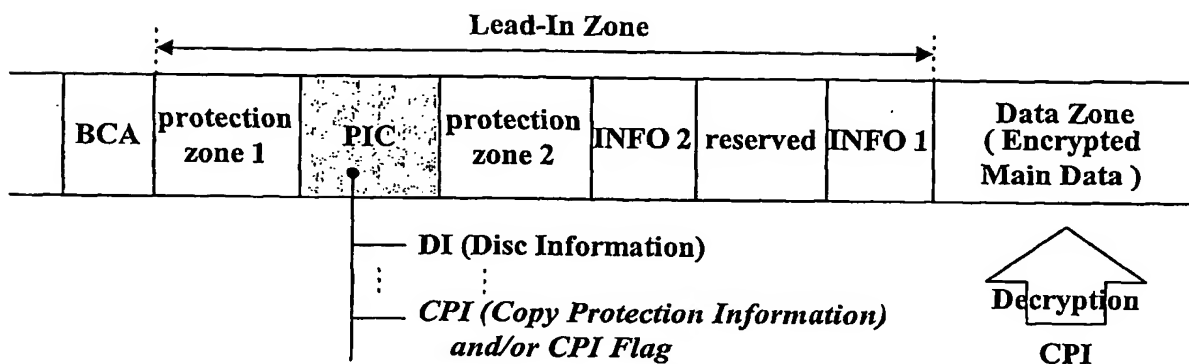 Lead-In Zone
BCA
protection
zone 1
PIC
protection
zone 2
INFO 2
reserved
INFO 1
Data Zone
( Encrypted
Main Data )
DI (Disc Information)
CPI (Copy Protection Information)
and/or CPI Flag
Decryption
CPI